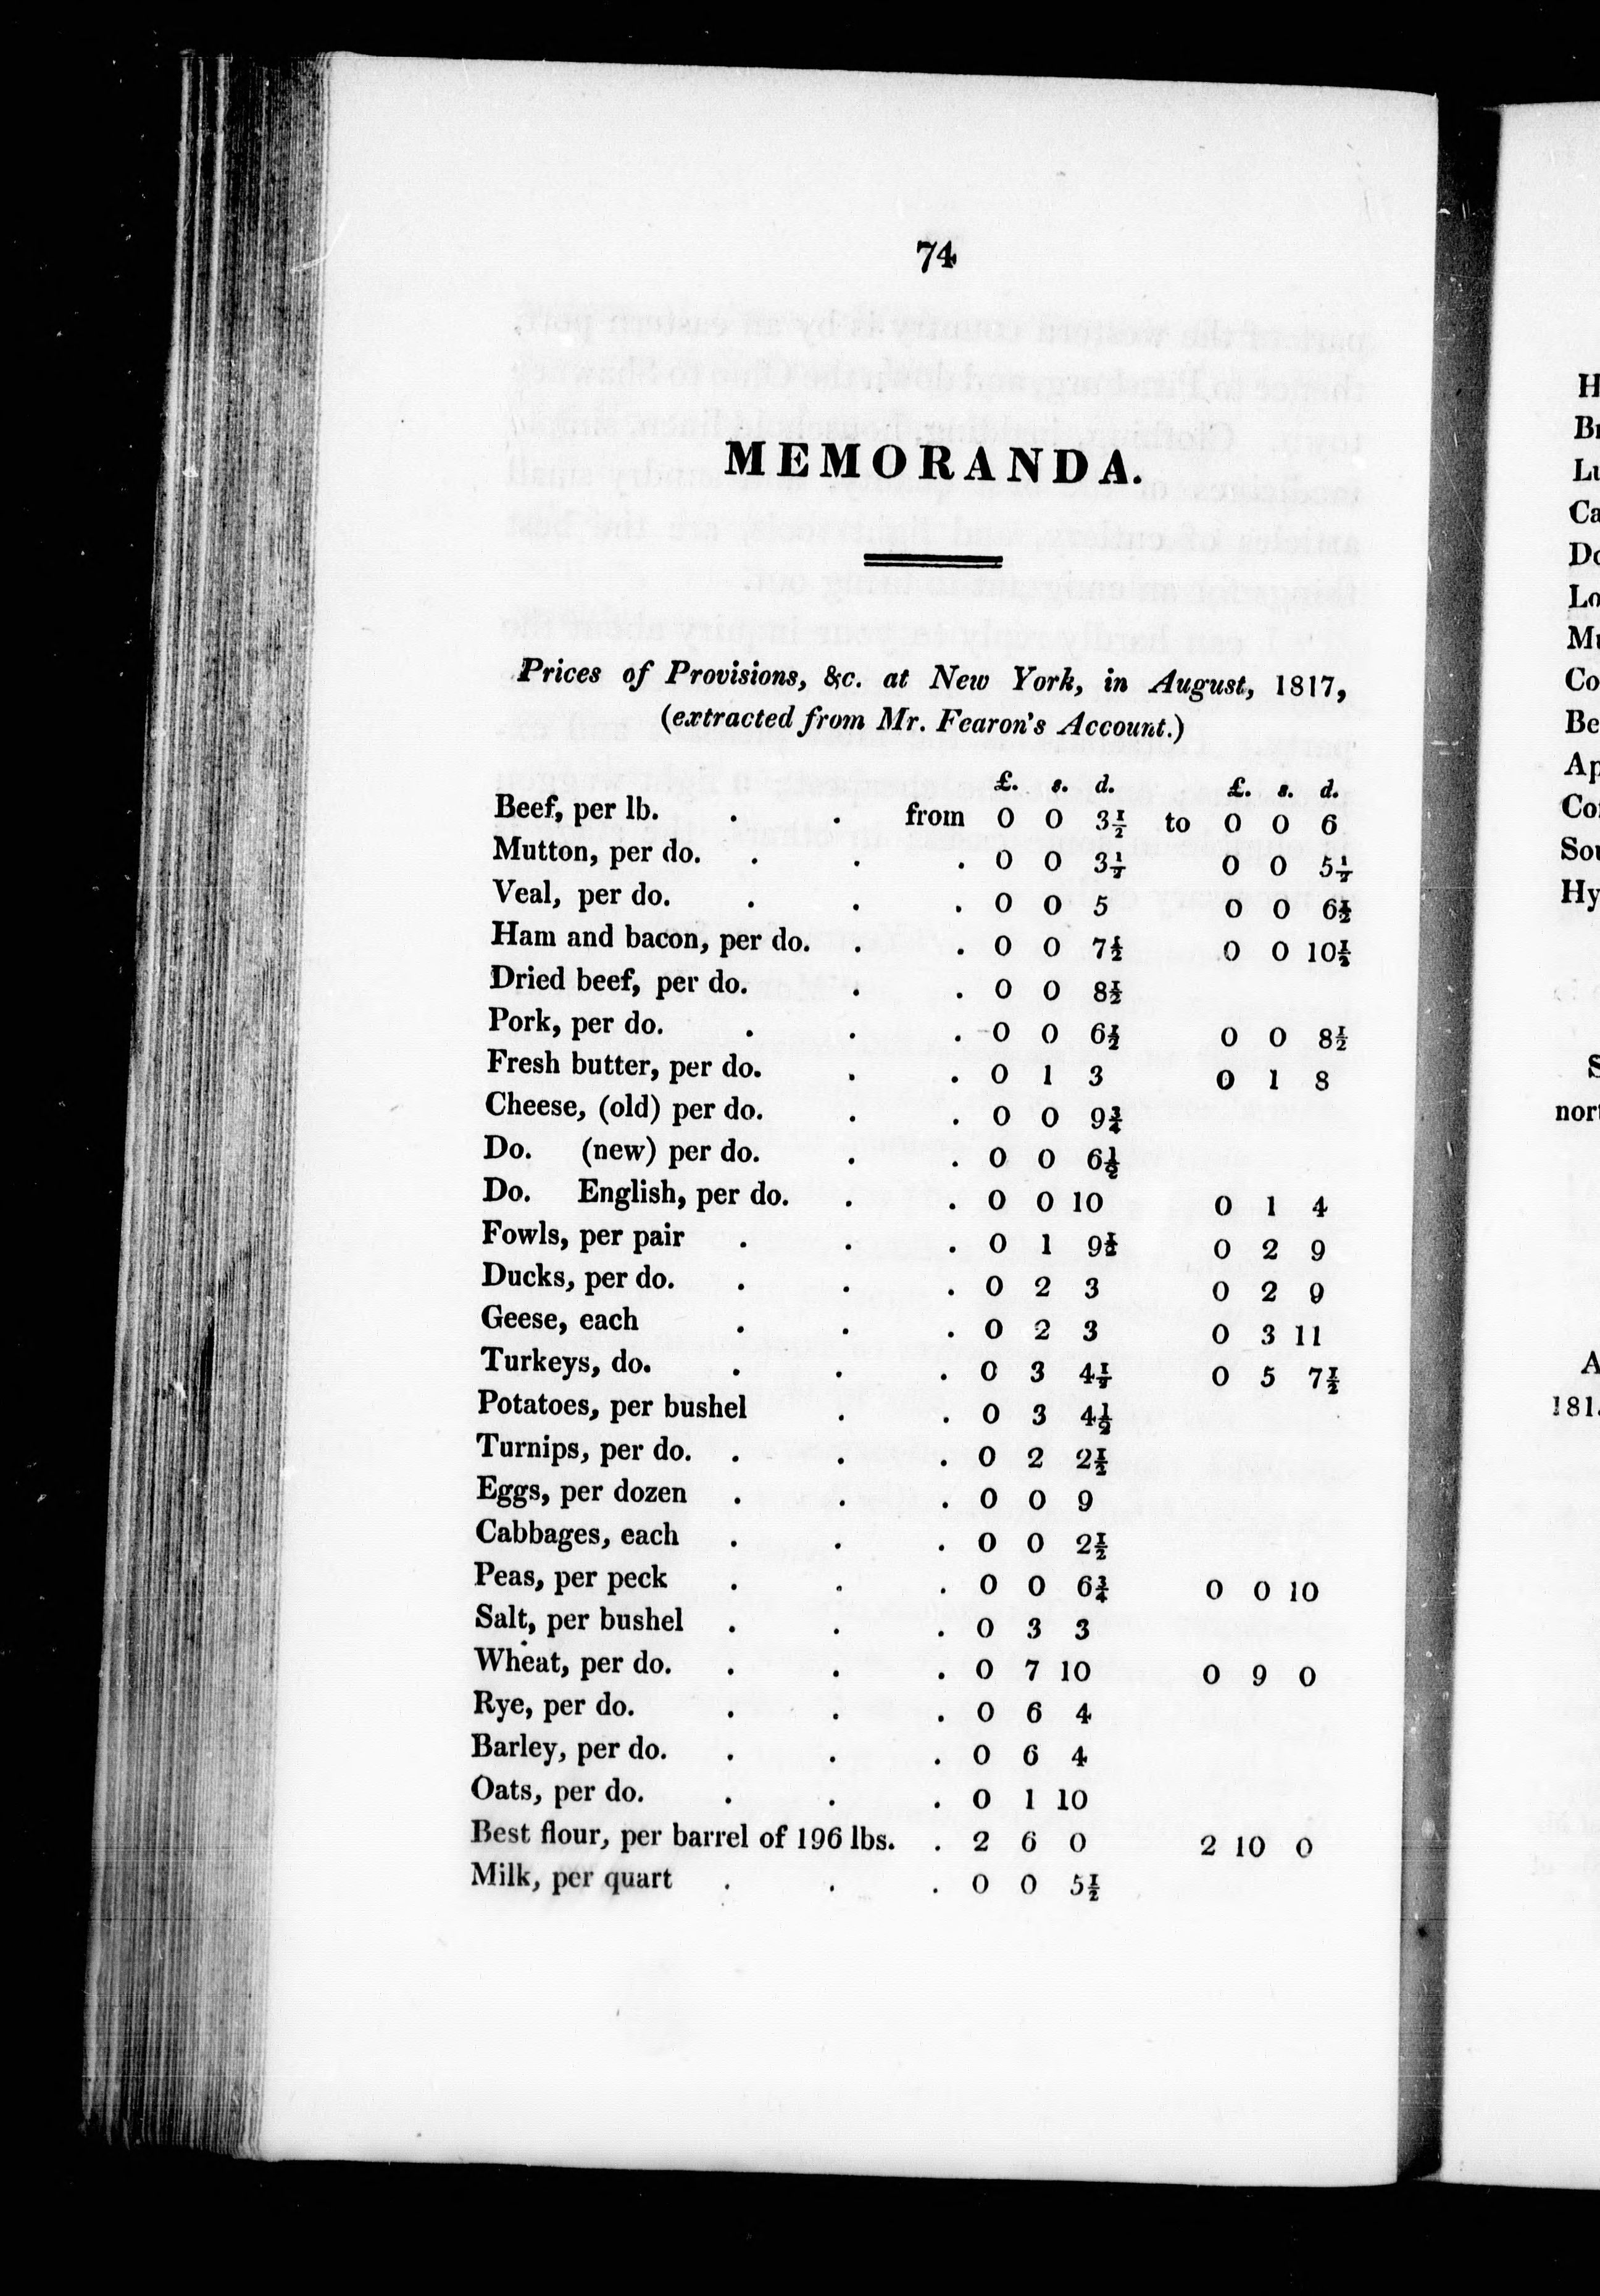 74
MEMORANDA.
Prices of Provisions, &c. at New York, in August, 1817,
(extracted from Mr. Fearon's Account.)
£. s. d. £. s. d.
Beef, per lb. . . from 0 0 3½ to 0 0 6
Mutton, per do. . . . 0 0 3½ 0 0 5½
Veal, per do. . . . 0 0 5 0 0 6½
Ham and bacon, per do. . . 0 0 7½ 0 0 10½
Dried beef, per do. . . 0 0 8½
Pork, per do. . . . 0 0 6½ 0 0 8½
Fresh butter, per do. . . 0 1 3 0 1 8
Cheese, (old) per do. . . 0 0 9¾
Do. (new) per do. . . 0 0 6½
Do. English, per do. . . 0 0 10 0 1 4
Fowls, per pair . . . 0 1 9½ 0 2 9
Ducks, per do. . . . 0 2 3 0 2 9
Geese, each . . . 0 2 3 0 3 11
Turkeys, do. . . . 0 3 4½ 0 5 7½
Potatoes, per bushel . . 0 3 4½
Turnips, per do. . . . 0 2 2½
Eggs, per dozen . . . 0 0 9
Cabbages, each . . . 0 0 2½
Peas, per peck . . . 0 0 6¾ 0 0 10
Salt, per bushel . . . 0 3 3
Wheat, per do. . . . 0 7 10 0 9 0
Rye, per do. . . . 0 6 4
Barley, per do. . . . 0 6 4
Oats, per do. . . . 0 1 10
Best flour, per barrel of 196 lbs. . 2 6 0 2 10 0
Milk, per quart . . . 0 0 5½